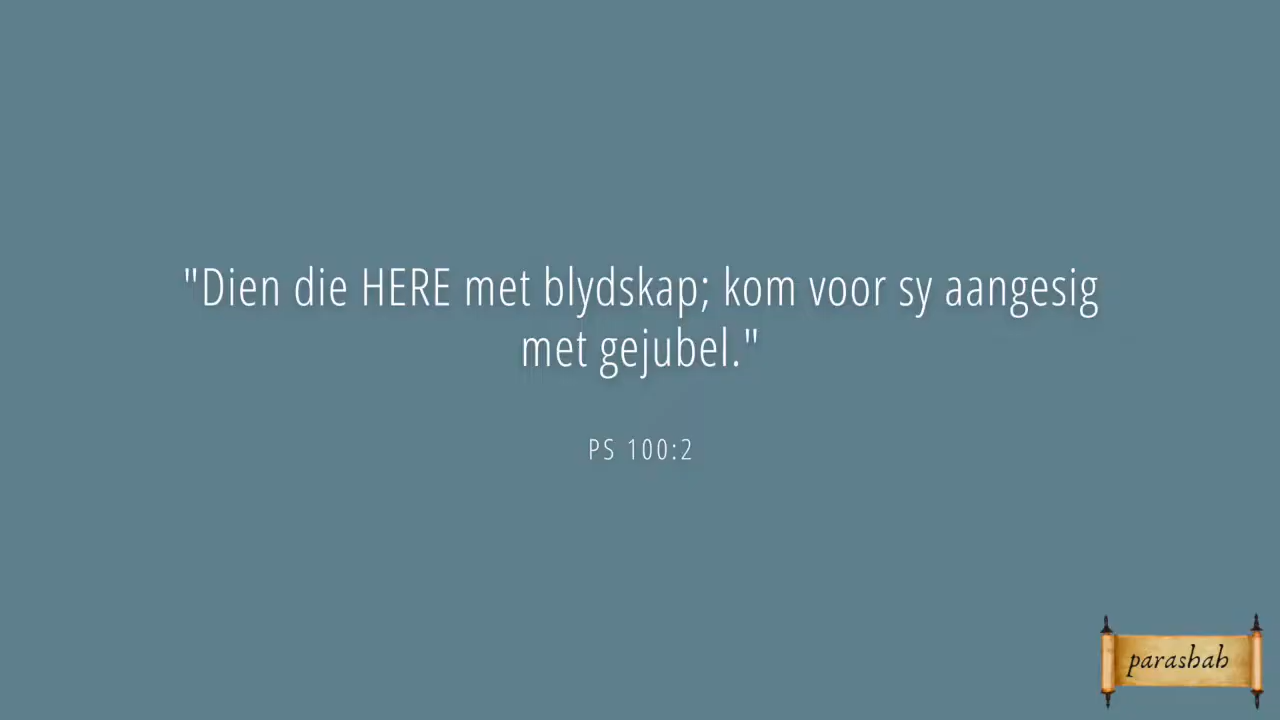 "Dien die HERE met blydskap; kom voor sy aangesig
met gejubel."
PS 100:2
parashah